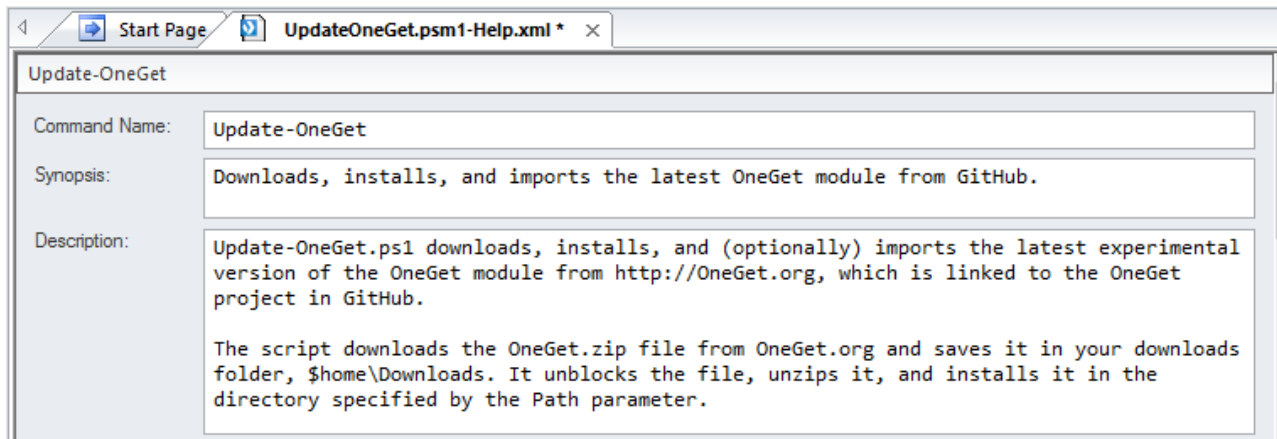 Start Page
UpdateOneGet.psm1-Help.xml *
Update-OneGet
Command Name:
Update-OneGet
Synopsis:
Downloads, installs, and imports the latest OneGet module from GitHub.
Description:
Update-OneGet.ps1 downloads, installs, and (optionally) imports the latest experimental
version of the OneGet module from http://OneGet.org, which is linked to the OneGet
project in GitHub.
The script downloads the OneGet.zip file from OneGet.org and saves it in your downloads
folder, $home\Downloads. It unblocks the file, unzips it, and installs it in the
directory specified by the Path parameter.